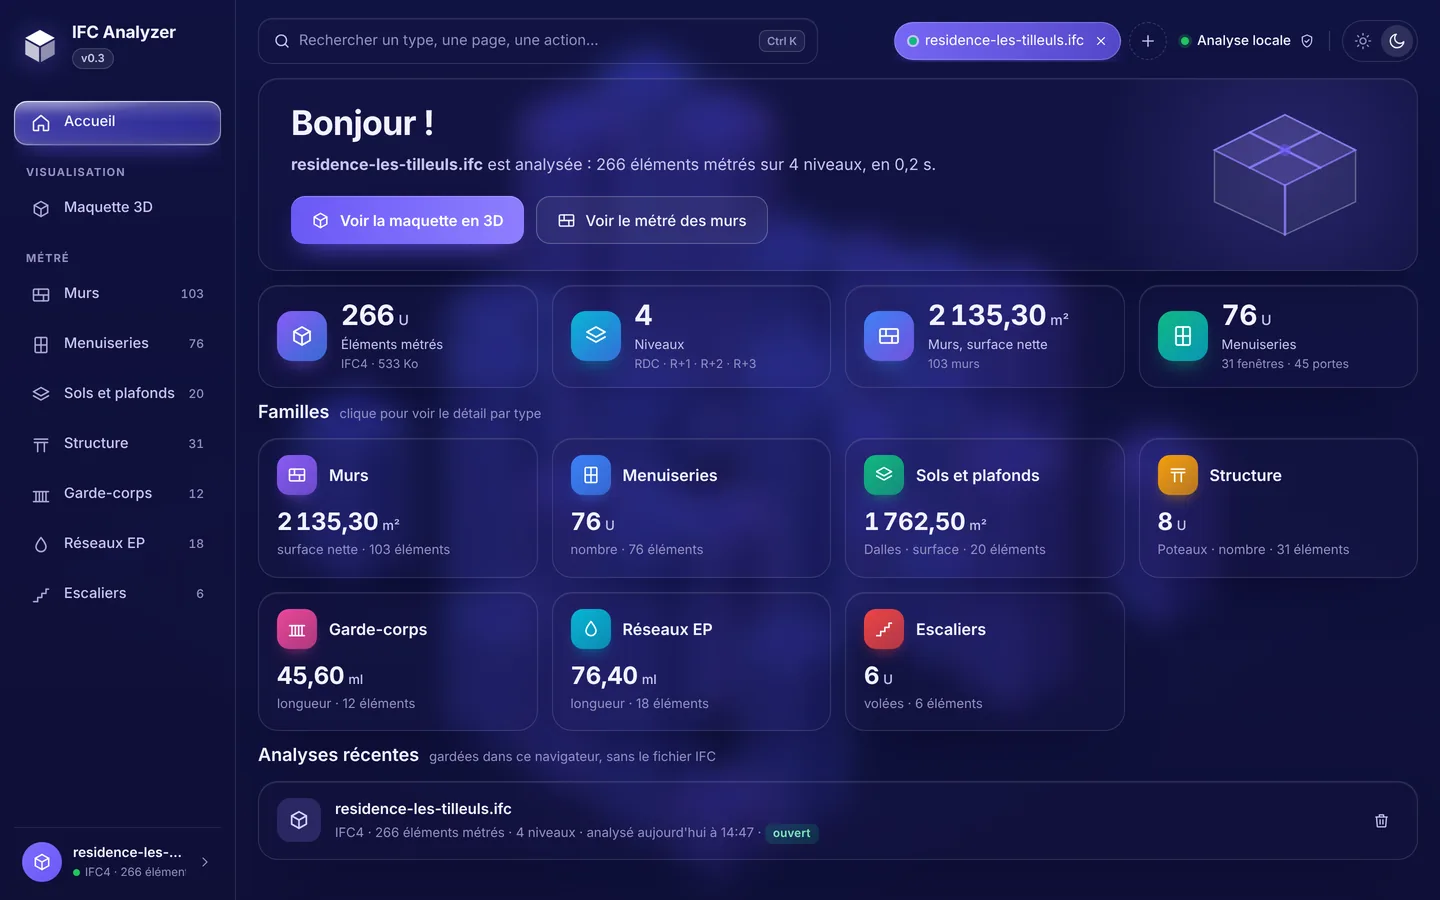 IFC Analyzer
v0.3
Accueil
VISUALISATION
Maquette 3D
MÉTRÉ
Murs 103
Menuiseries 76
Sols et plafonds 20
Structure 31
Garde-corps 12
Réseaux EP 18
Escaliers 6
residence-les-...
IFC4 · 266 élémen
Rechercher un type, une page, une action... Ctrl K
residence-les-tilleuls.ifc
Analyse locale
Bonjour !
residence-les-tilleuls.ifc est analysée : 266 éléments métrés sur 4 niveaux, en 0,2 s.
Voir la maquette en 3D
Voir le métré des murs
266 U
Éléments métrés
IFC4 · 533 Ko
4
Niveaux
RDC · R+1 · R+2 · R+3
2 135,30 m²
Murs, surface nette
103 murs
76 U
Menuiseries
31 fenêtres · 45 portes
Familles clique pour voir le détail par type
Murs
2 135,30 m²
surface nette · 103 éléments
Menuiseries
76 U
nombre · 76 éléments
Sols et plafonds
1 762,50 m²
Dalles · surface · 20 éléments
Structure
8 U
Poteaux · nombre · 31 éléments
Garde-corps
45,60 ml
longueur · 12 éléments
Réseaux EP
76,40 ml
longueur · 18 éléments
Escaliers
6 U
volées · 6 éléments
Analyses récentes gardées dans ce navigateur, sans le fichier IFC
residence-les-tilleuls.ifc
IFC4 · 266 éléments métrés · 4 niveaux · analysé aujourd'hui à 14:47 · ouvert